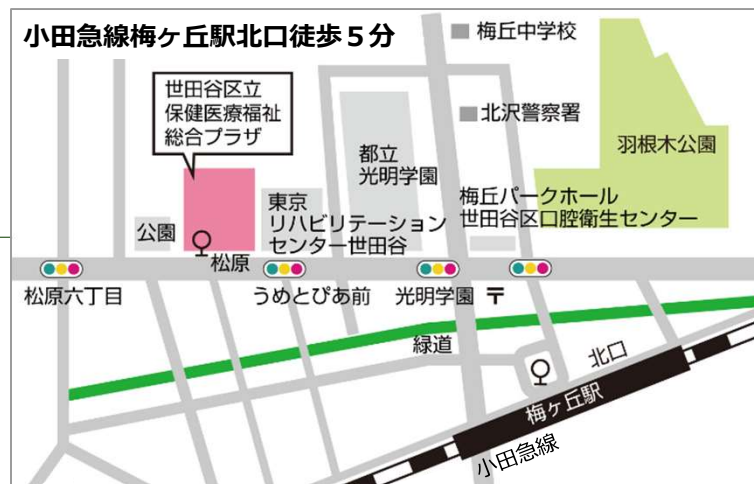 小田急線梅ヶ丘駅北口徒歩５分
梅丘中学校
世田谷区立
保健医療福祉
総合プラザ
北沢警察署
羽根木公園
都立
光明学園
梅丘パークホール
世田谷区口腔衛生センター
東京
リハビリテーション
センター世田谷
公園
松原
松原六丁目
うめとぴあ前
光明学園
〒
緑道
北口
梅ヶ丘駅
小田急線